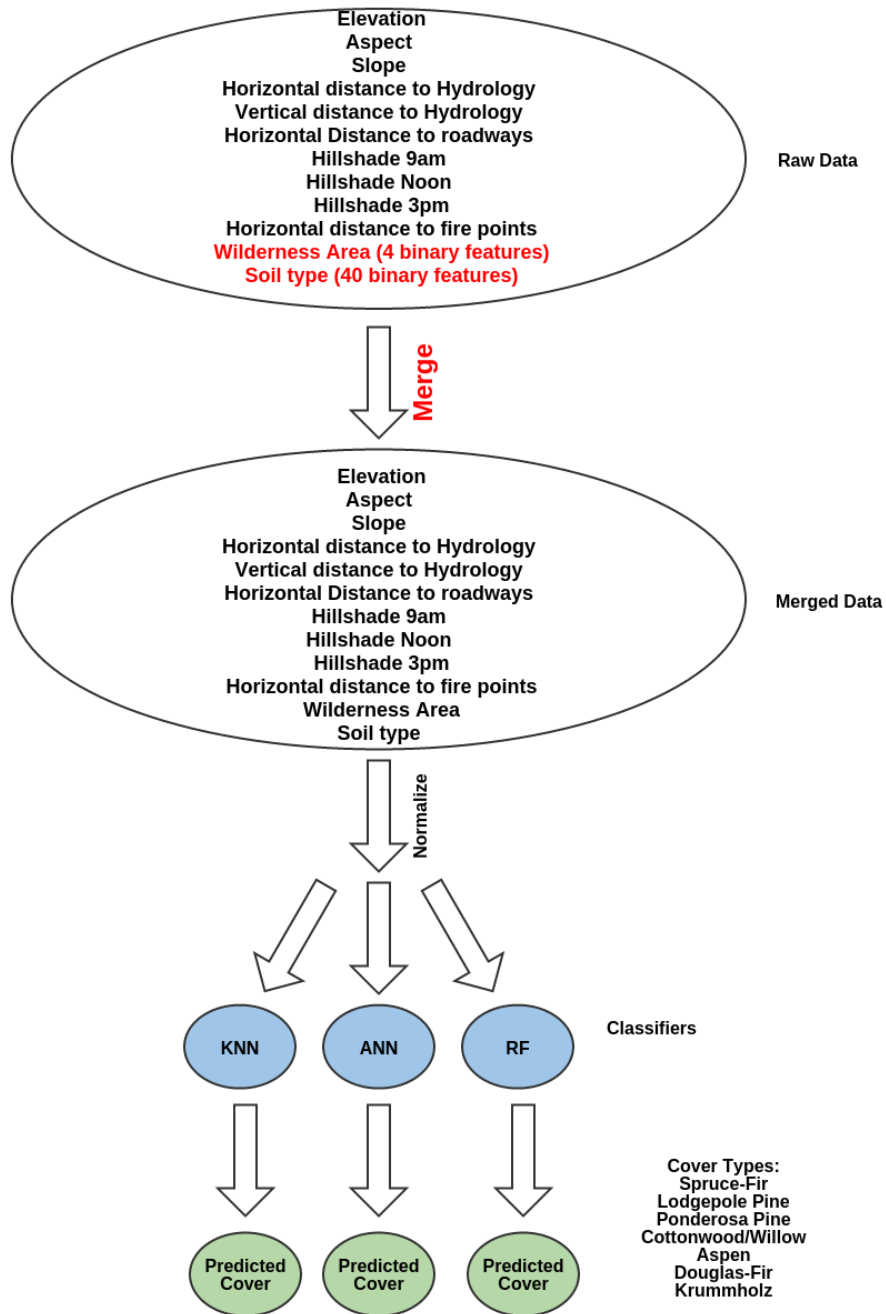 Elevation
Aspect
Slope
Horizontal distance to Hydrology
Vertical distance to Hydrology
Horizontal Distance to roadways
Hillshade 9am
Hillshade Noon
Hillshade 3pm
Horizontal distance to fire points
Wilderness Area (4 binary features)
Soil type (40 binary features)
Raw Data
Merge
Elevation
Aspect
Slope
Horizontal distance to Hydrology
Vertical distance to Hydrology
Horizontal Distance to roadways
Hillshade 9am
Hillshade Noon
Hillshade 3pm
Horizontal distance to fire points
Wilderness Area
Soil type
Merged Data
Normalize
KNN
ANN
RF
Classifiers
Predicted
Cover
Predicted
Cover
Predicted
Cover
Cover Types:
Spruce-Fir
Lodgepole Pine
Ponderosa Pine
Cottonwood/Willow
Aspen
Douglas-Fir
Krummholz